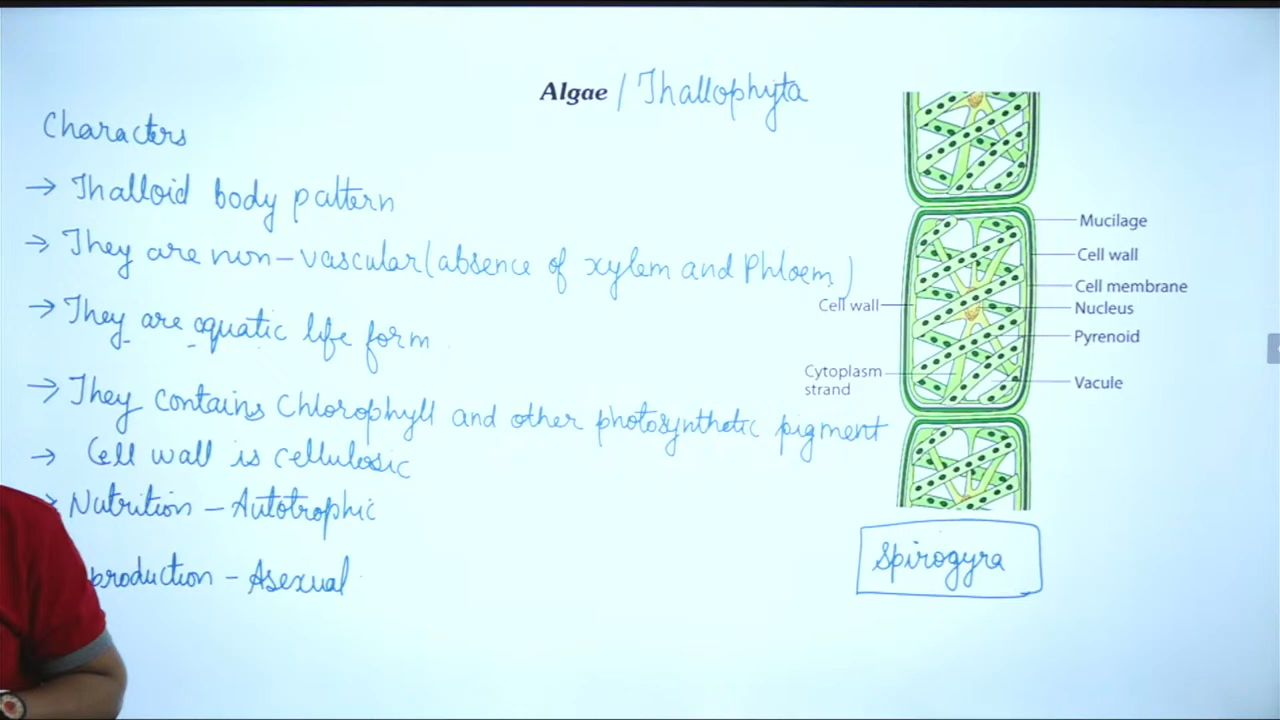 Algae / Thallophyta
Characters
→ Thalloid body pattern
→ They are non-vascular (absence of xylem and Phloem)
→ They are aquatic life form
→ They contains Chlorophyll and other photosynthetic pigment
→ Cell wall is cellulosic
Nutrition – Autotrophic
production – Asexual
Mucilage
Cell wall
Cell membrane
Cell wall
Nucleus
Pyrenoid
Cytoplasm
strand
Vacule
Spirogyra